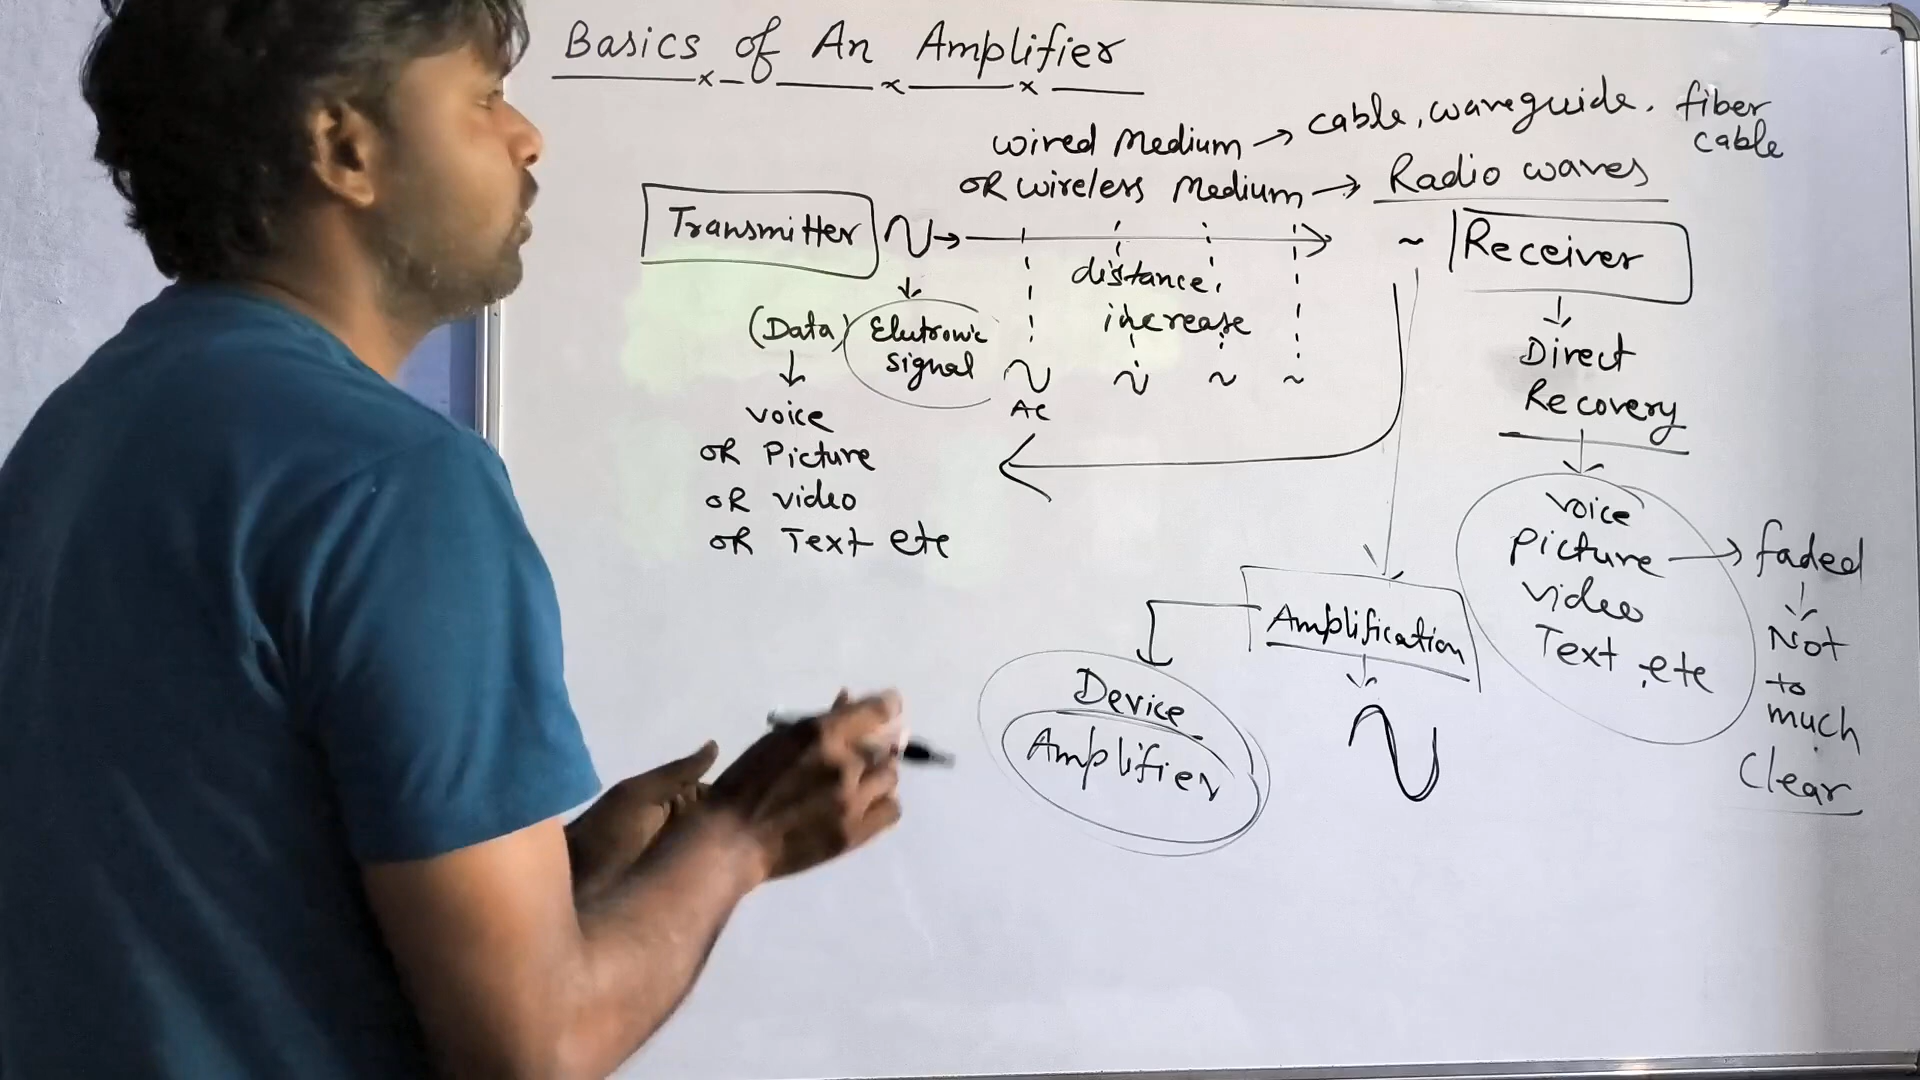 Basics of An Amplifier
wired medium → cable, waveguide, fiber cable
OR wireless medium → Radio waves
Transmitter
Receiver
distance
increase
(Data)
Elutronic
signal
AC
voice
OR Picture
OR video
OR Text etc
Direct
Recovery
voice
picture
video
Text, etc
faded
Not
to
much
Clear
Amplification
Device
Amplifier